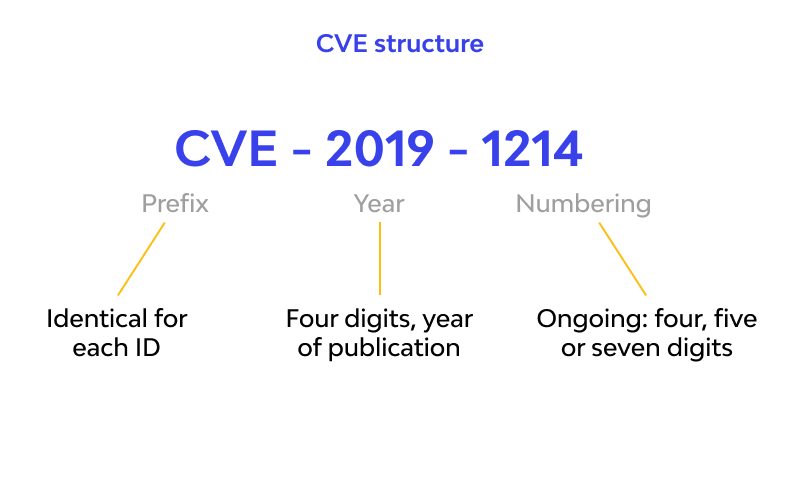 CVE structure
CVE - 2019 - 1214
Prefix Year Numbering
Identical for
each ID
Four digits, year
of publication
Ongoing: four, five
or seven digits